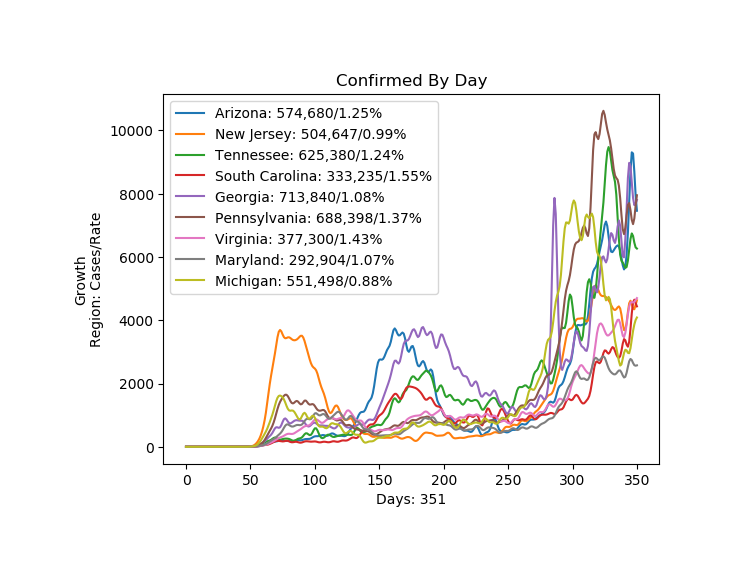 Confirmed By Day
Arizona: 574,680/1.25%
New Jersey: 504,647/0.99%
Tennessee: 625,380/1.24%
South Carolina: 333,235/1.55%
Georgia: 713,840/1.08%
Pennsylvania: 688,398/1.37%
Virginia: 377,300/1.43%
Maryland: 292,904/1.07%
Michigan: 551,498/0.88%
Growth
Region: Cases/Rate
10000
8000
6000
4000
2000
0
0 50 100 150 200 250 300 350
Days: 351